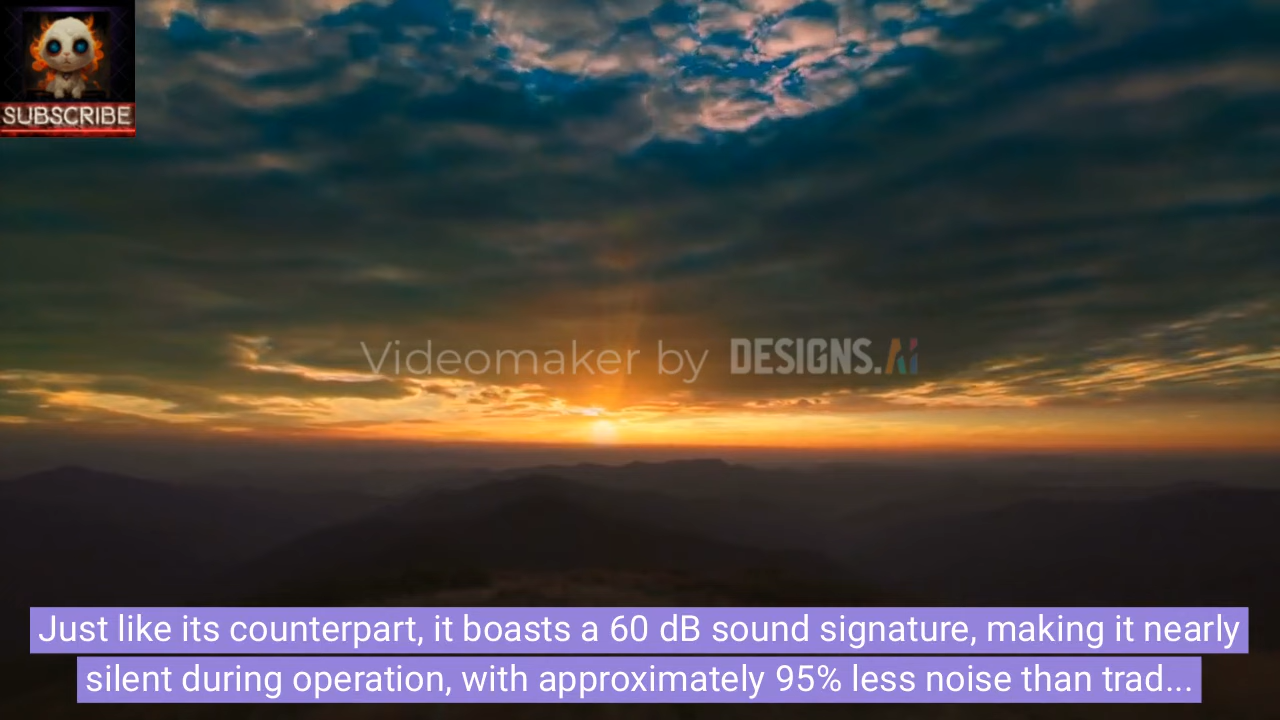 SUBSCRIBE
Videomaker by DESIGNS.AI
Just like its counterpart, it boasts a 60 dB sound signature, making it nearly
silent during operation, with approximately 95% less noise than trad...